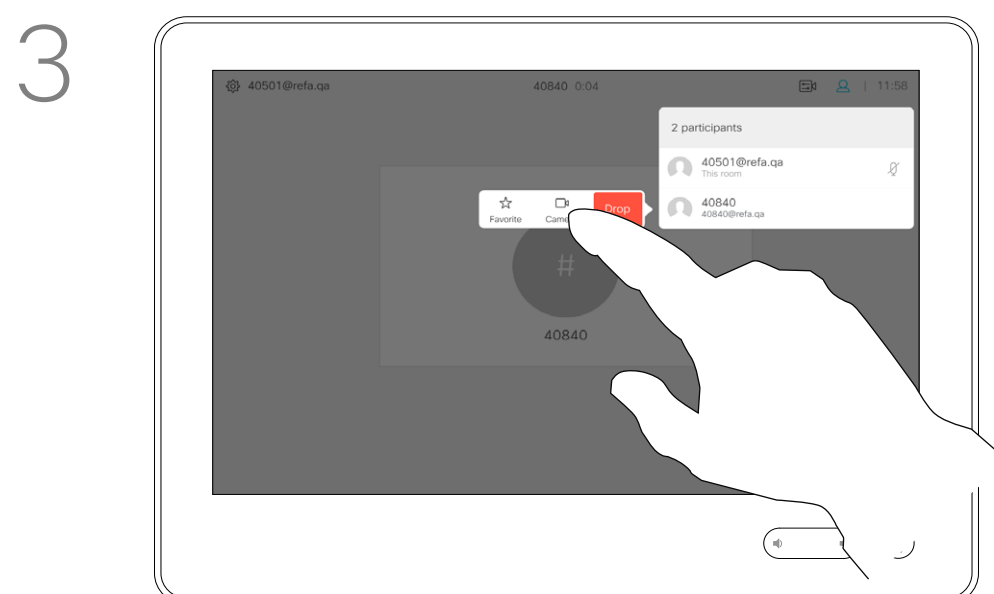 3
40501@refa.qa
40840 0:04
| 11:58
2 participants
40501@refa.qa
This room
40840
40840@refa.qa
Favorite
Drop
#
40840